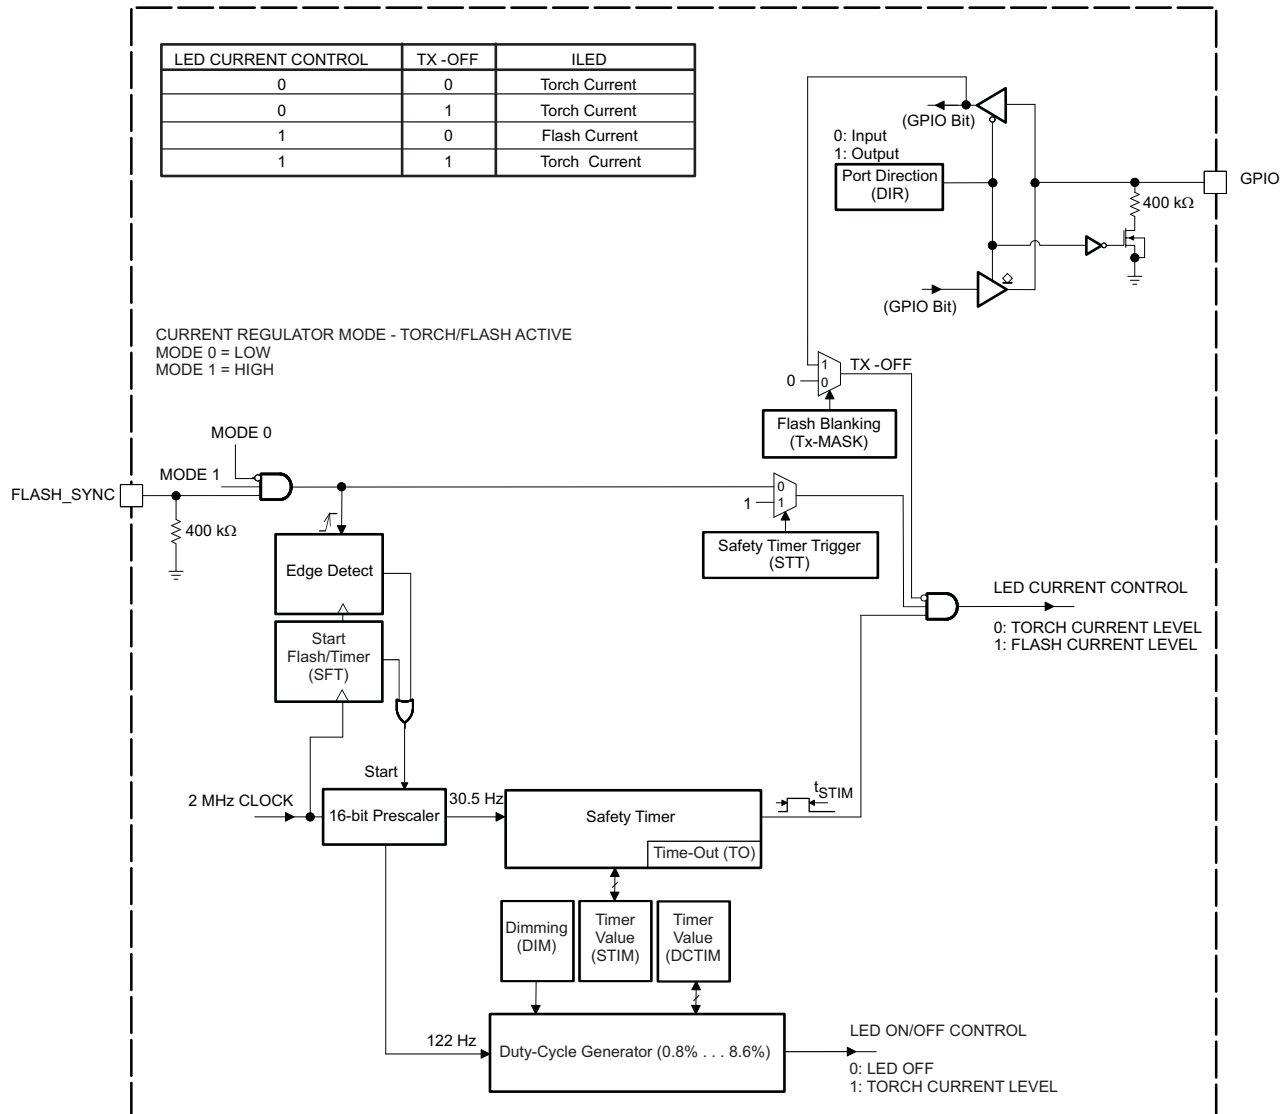 LED CURRENT CONTROL TX -OFF ILED
0 0 Torch Current
0 1 Torch Current
1 0 Flash Current
1 1 Torch Current
(GPIO Bit)
0: Input
1: Output
Port Direction
(DIR)
GPIO
400 kΩ
(GPIO Bit)
CURRENT REGULATOR MODE - TORCH/FLASH ACTIVE
MODE 0 = LOW
MODE 1 = HIGH
1
0
0
TX -OFF
Flash Blanking
(Tx-MASK)
MODE 0
MODE 1
FLASH_SYNC
400 kΩ
0
1
1
Safety Timer Trigger
(STT)
Edge Detect
Start
Flash/Timer
(SFT)
LED CURRENT CONTROL
0: TORCH CURRENT LEVEL
1: FLASH CURRENT LEVEL
Start
2 MHz CLOCK
16-bit Prescaler
30.5 Hz
Safety Timer
Time-Out (TO)
tSTIM
Dimming
(DIM)
Timer
Value
(STIM)
Timer
Value
(DCTIM
122 Hz
Duty-Cycle Generator (0.8% . . . 8.6%)
LED ON/OFF CONTROL
0: LED OFF
1: TORCH CURRENT LEVEL